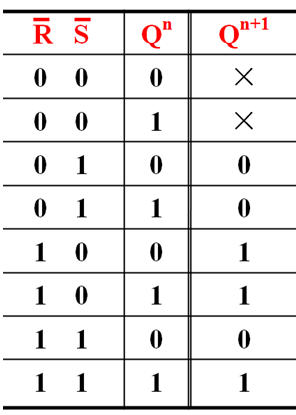 R̅ S̅ Qⁿ Qⁿ⁺¹
0 0 0 ×
0 0 1 ×
0 1 0 0
0 1 1 0
1 0 0 1
1 0 1 1
1 1 0 0
1 1 1 1